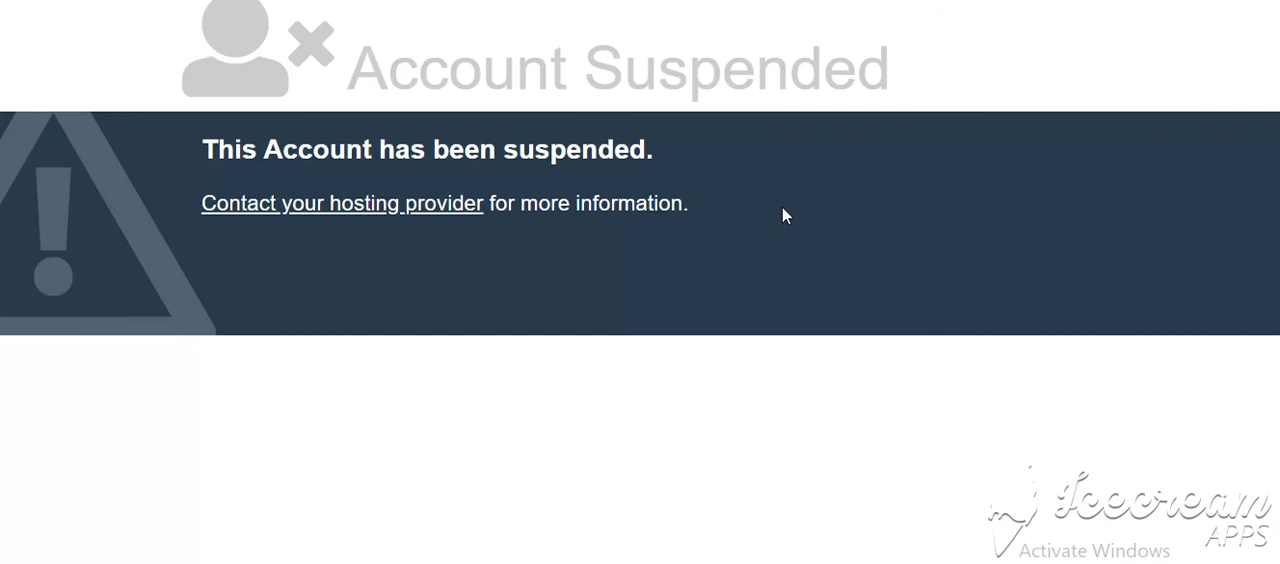 Account Suspended
This Account has been suspended.
Contact your hosting provider for more information.
Icecream
APPS
Activate Windows